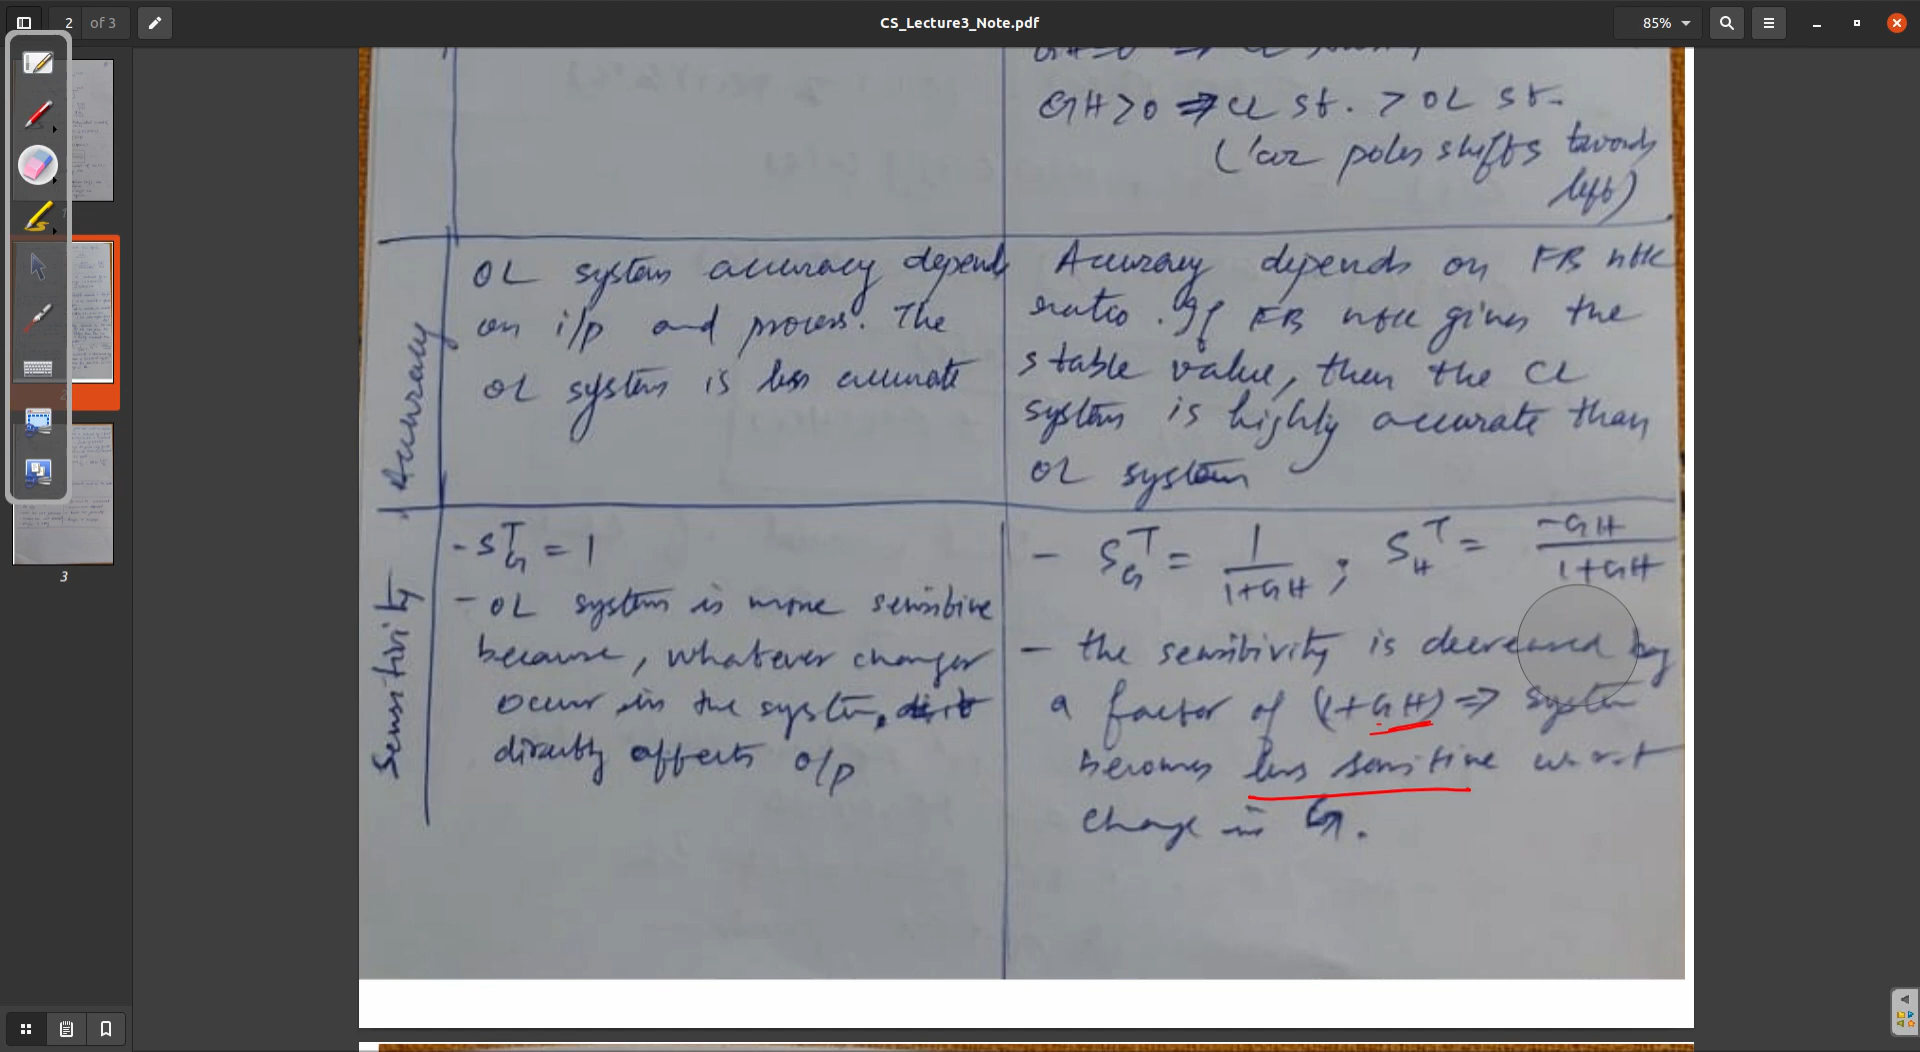 2 of 3
CS_Lecture3_Note.pdf
85%
GH>0 ⇒ CL st. > OL st.
(∵ poles shifts towards
left)
Accuracy
OL system accuracy depends
on i/p and process. The
OL system is less accurate
Accuracy depends on FB n/k
ratio. If FB n/k gives the
stable value, then the CL
system is highly accurate than
OL system
Sensitivity
- S^T_G = 1
- OL system is more sensitive
because, whatever changes
occur in the system,
directly affects o/p
- S^T_G = 1/(1+GH) ; S^T_H = -GH/(1+GH)
- the sensitivity is decreased by
a factor of (1+GH) ⇒ system
becomes less sensitive w.r.t
change in G.
3